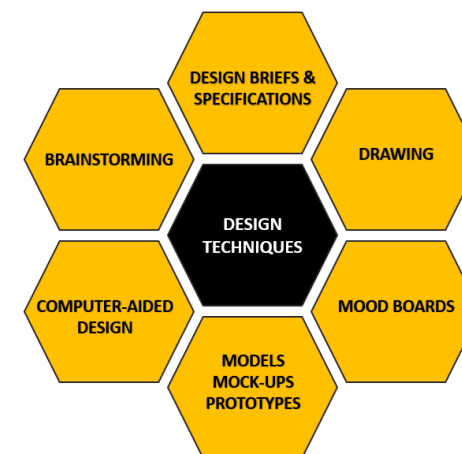 DESIGN BRIEFS &
SPECIFICATIONS
BRAINSTORMING
DRAWING
DESIGN
TECHNIQUES
COMPUTER-AIDED
DESIGN
MOOD BOARDS
MODELS
MOCK-UPS
PROTOTYPES